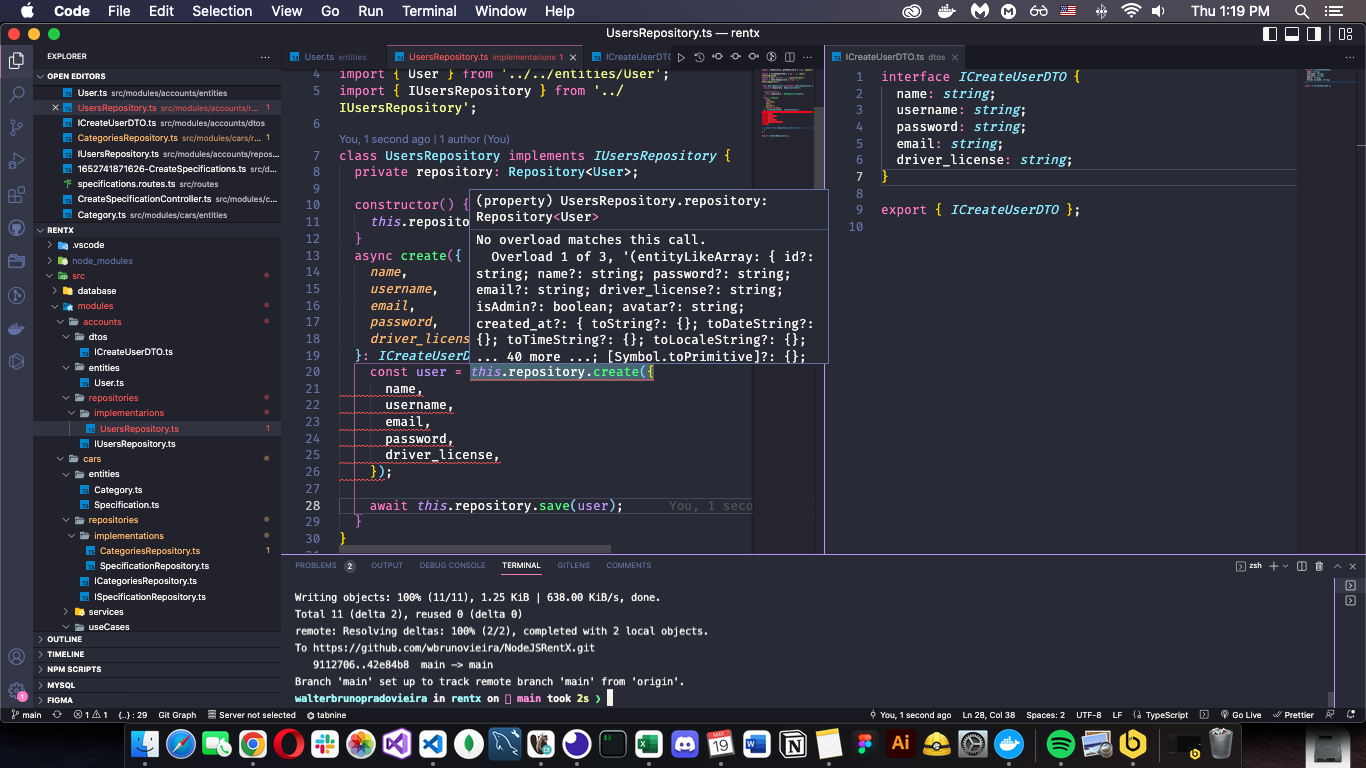 Code File Edit Selection View Go Run Terminal Window Help
Thu 1:19 PM
UsersRepository.ts — rentx
EXPLORER
OPEN EDITORS
User.ts src/modules/accounts/entities
UsersRepository.ts src/modules/accounts/r... 1
ICreateUserDTO.ts src/modules/accounts/dtos
CategoriesRepository.ts src/modules/cars/r... 1
IUsersRepository.ts src/modules/accounts/repos...
1652741871626-CreateSpecifications.ts src/d...
specifications.routes.ts src/routes
CreateSpecificationController.ts src/modules/c...
Category.ts src/modules/cars/entities
RENTX
.vscode
node_modules
src
database
modules
accounts
dtos
ICreateUserDTO.ts
entities
User.ts
repositories
implementarions
UsersRepository.ts 1
IUsersRepository.ts
cars
entities
Category.ts
Specification.ts
repositories
implementations
CategoriesRepository.ts 1
SpecificationRepository.ts
ICategoriesRepository.ts
ISpecificationRepository.ts
services
useCases
OUTLINE
TIMELINE
NPM SCRIPTS
MYSQL
FIGMA
User.ts entities
UsersRepository.ts implementarions 1
ICreateUserDTO
4 import { User } from '../../entities/User';
5 import { IUsersRepository } from '../
IUsersRepository';
6
You, 1 second ago | 1 author (You)
7 class UsersRepository implements IUsersRepository {
8 private repository: Repository<User>;
9
10 constructor() {
11 this.reposito
12 }
13 async create({
14 name,
15 username,
16 email,
17 password,
18 driver_licens
19 }: ICreateUserD
20 const user = this.repository.create({
21 name,
22 username,
23 email,
24 password,
25 driver_license,
26 });
27
28 await this.repository.save(user); You, 1 seco
29 }
30 }
(property) UsersRepository.repository:
Repository<User>
No overload matches this call.
Overload 1 of 3, '(entityLikeArray: { id?:
string; name?: string; password?: string;
email?: string; driver_license?: string;
isAdmin?: boolean; avatar?: string;
created_at?: { toString?: {}; toDateString?:
{}; toTimeString?: {}; toLocaleString?: {};
... 40 more ...; [Symbol.toPrimitive]?: {};
ICreateUserDTO.ts dtos
1 interface ICreateUserDTO {
2 name: string;
3 username: string;
4 password: string;
5 email: string;
6 driver_license: string;
7 }
8
9 export { ICreateUserDTO };
10
PROBLEMS 2 OUTPUT DEBUG CONSOLE TERMINAL GITLENS COMMENTS
zsh
Writing objects: 100% (11/11), 1.25 KiB | 638.00 KiB/s, done.
Total 11 (delta 2), reused 0 (delta 0)
remote: Resolving deltas: 100% (2/2), completed with 2 local objects.
To https://github.com/wbrunovieira/NodeJSRentX.git
9112706..42e84b8 main -> main
Branch 'main' set up to track remote branch 'main' from 'origin'.
walterbrunopradovieira in rentx on main took 2s ❯
1
main 1 1 {..} : 29 Git Graph Server not selected tabnine
You, 1 second ago Ln 28, Col 38 Spaces: 2 UTF-8 LF {} TypeScript Go Live Prettier
MAY
19
Ai